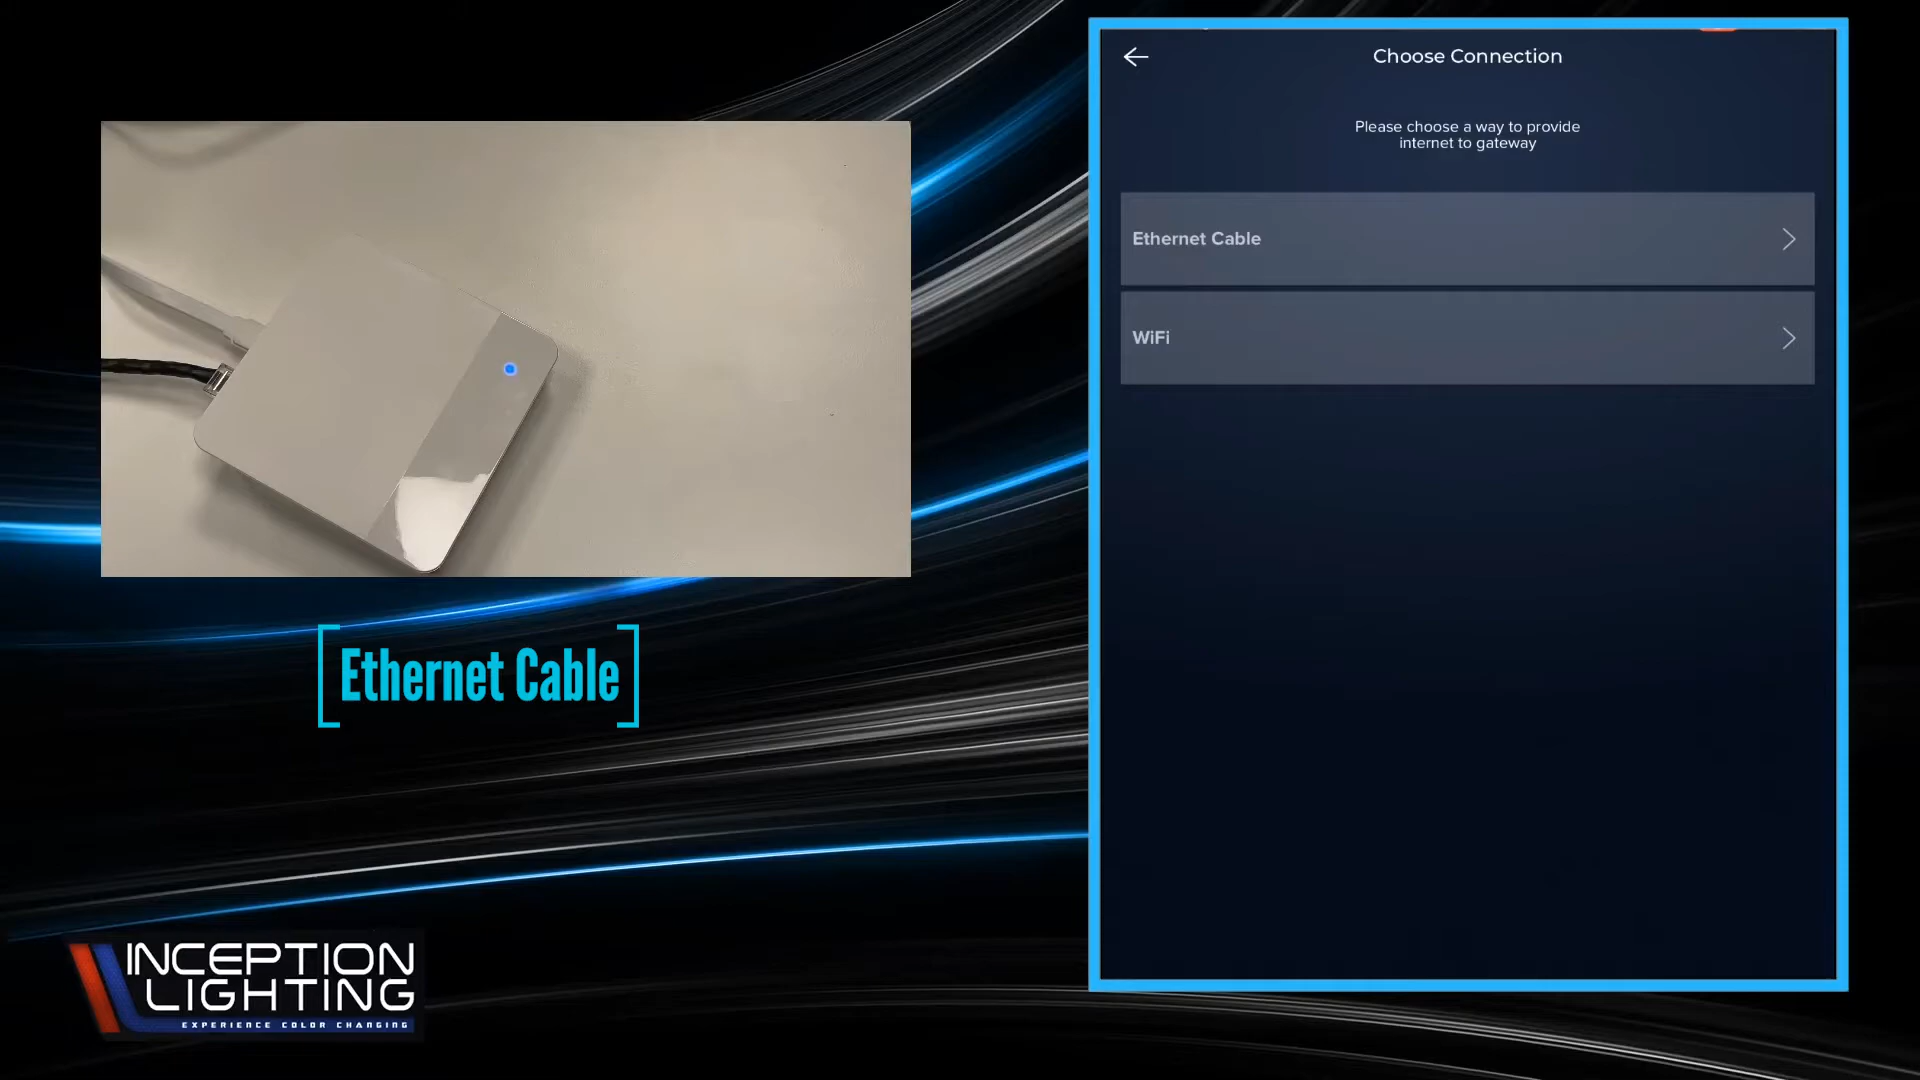 Choose Connection
Please choose a way to provide
internet to gateway
Ethernet Cable
WiFi
Ethernet Cable
INCEPTION
LIGHTING
EXPERIENCE COLOR CHANGING